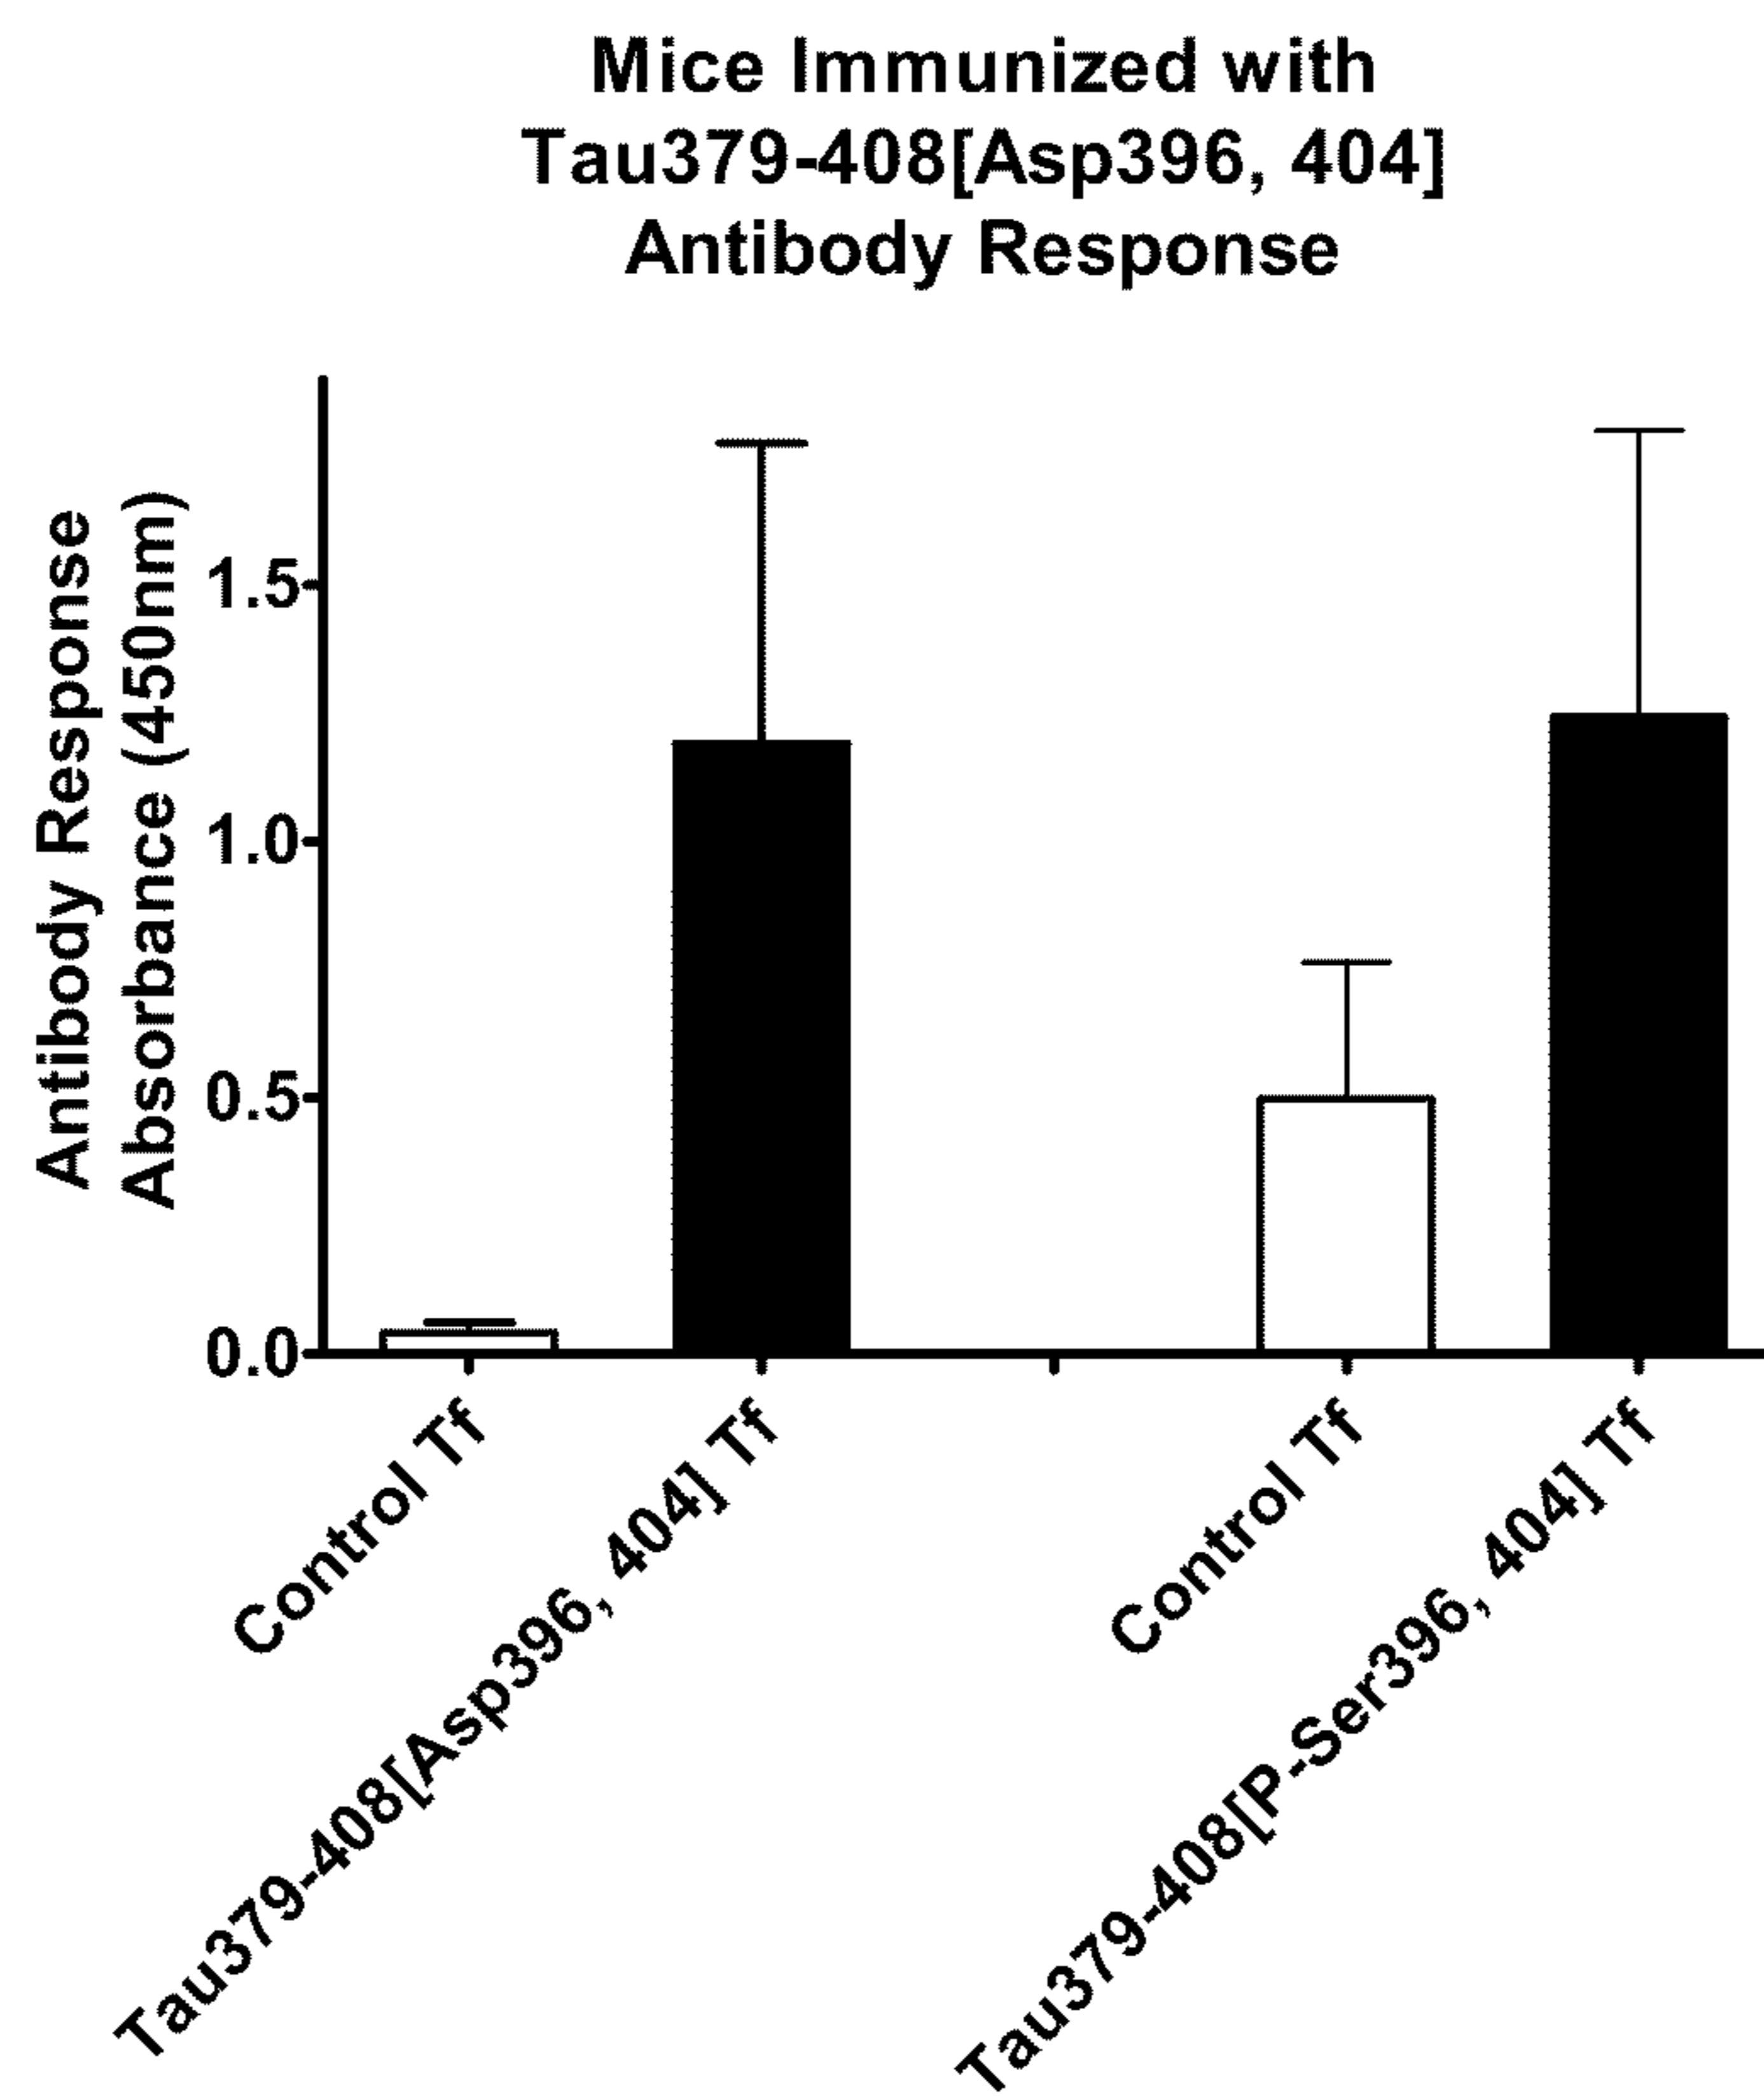 Mice Immunized with
Tau379-408[Asp396, 404]
Antibody Response
Antibody Response
Absorbance (450nm)
1.5
1.0
0.5
0.0
Control Tf
Tau379-408[Asp396, 404] Tf
Control Tf
Tau379-408[P-Ser396, 404] Tf